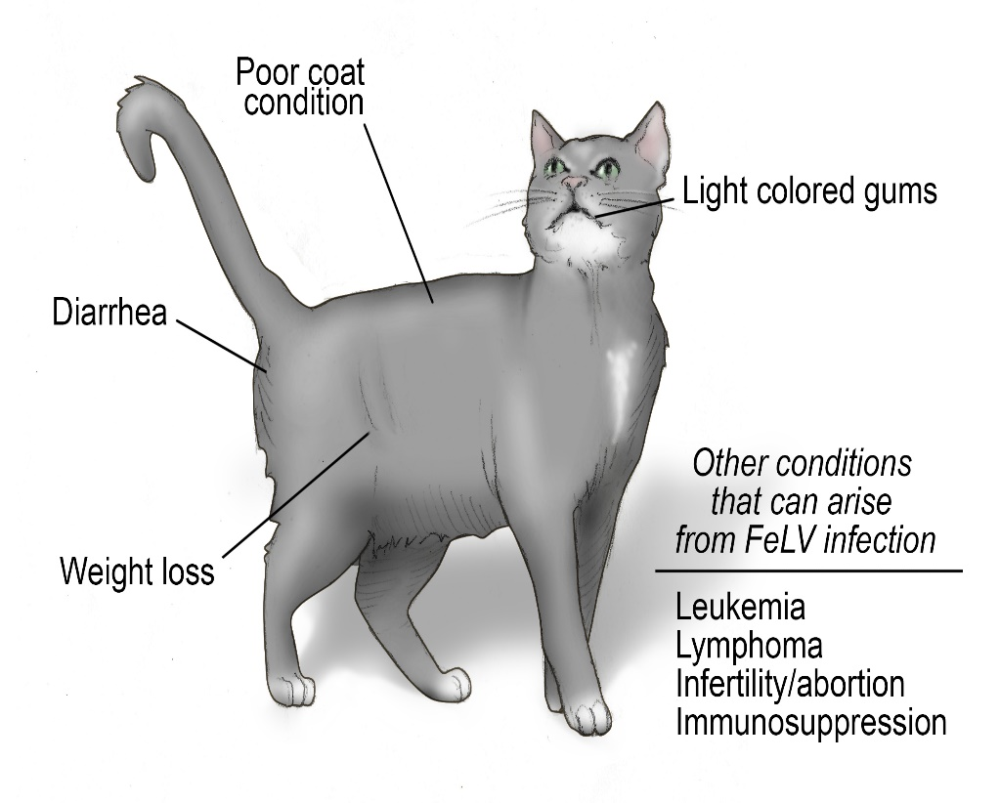 Poor coat
condition
Light colored gums
Diarrhea
Weight loss
Other conditions
that can arise
from FeLV infection
Leukemia
Lymphoma
Infertility/abortion
Immunosuppression